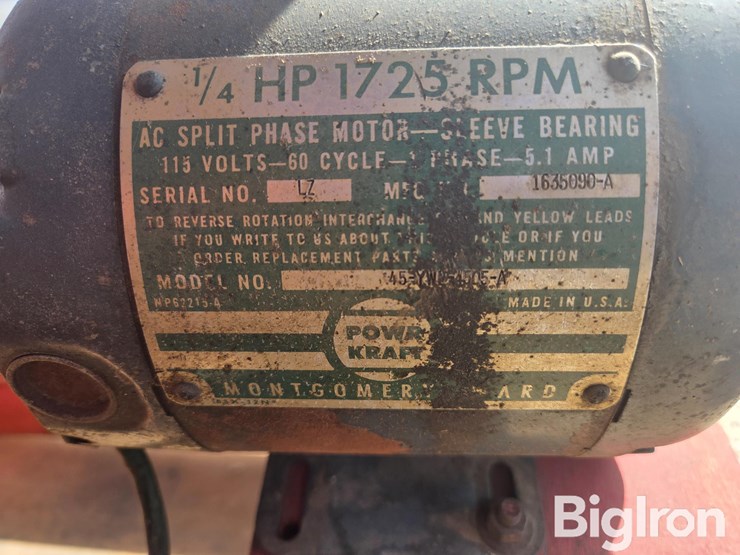 1/4 HP 1725 RPM
AC SPLIT PHASE MOTOR—SLEEVE BEARING
115 VOLTS—60 CYCLE—1 PHASE—5.1 AMP
SERIAL NO. LZ 1635090-A
TO REVERSE ROTATION INTERCHANGE AND YELLOW LEADS
IF YOU WRITE TO US ABOUT OR IF YOU
ORDER REPLACEMENT PARTS MENTION
MODEL NO.
MADE IN U.S.A.
POWR
KRAFT
MONTGOMERY WARD
BigIron